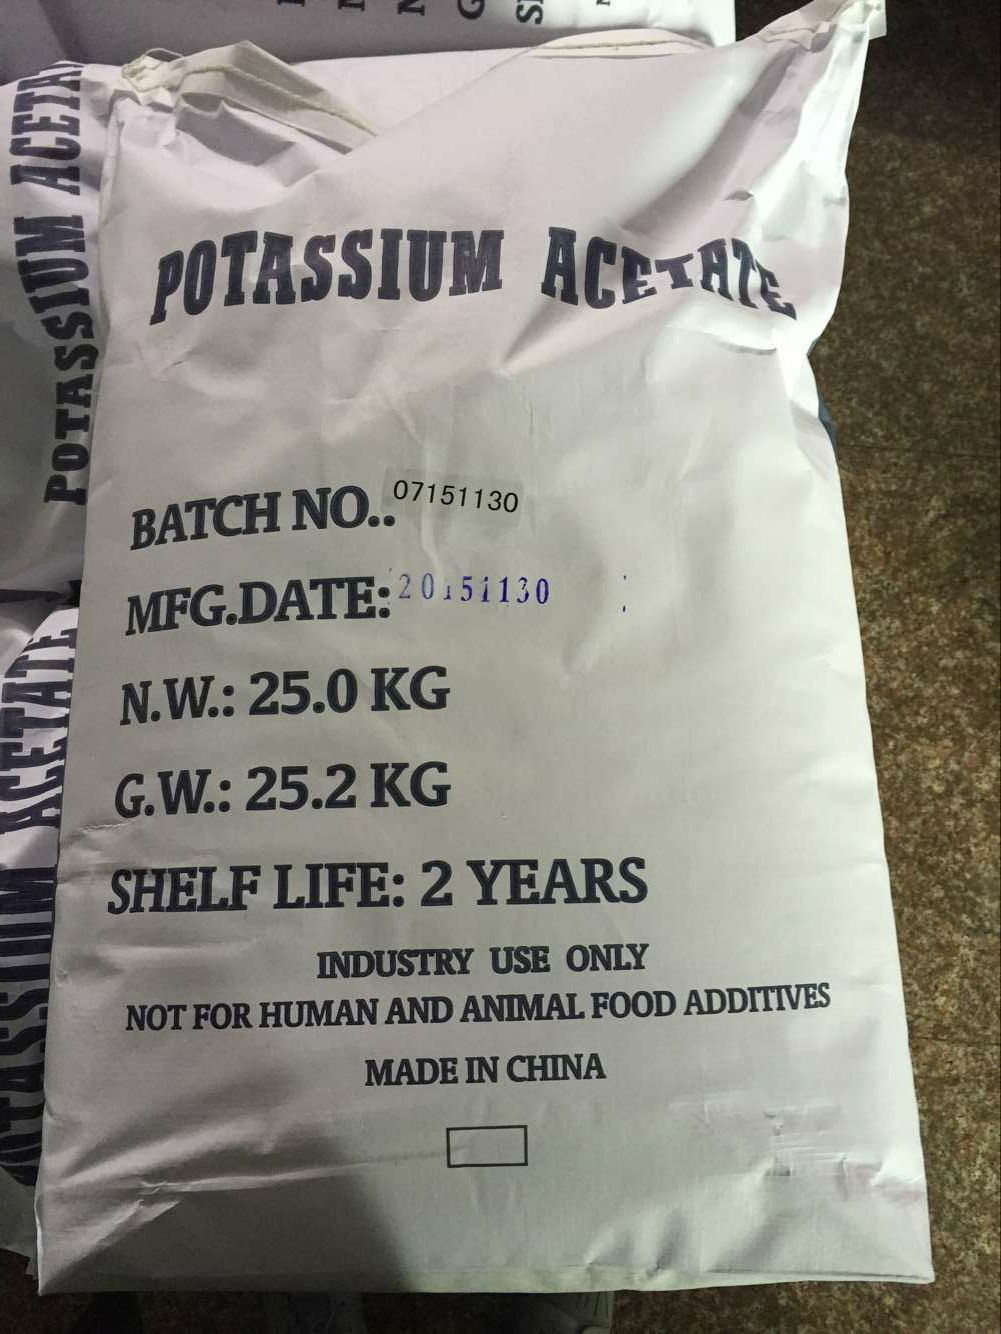 POTASSIUM ACETATE
BATCH NO.. 07151130
MFG.DATE: 20151130
N.W.: 25.0 KG
G.W.: 25.2 KG
SHELF LIFE: 2 YEARS
INDUSTRY USE ONLY
NOT FOR HUMAN AND ANIMAL FOOD ADDITIVES
MADE IN CHINA
POTASSIUM ACETA
POTASSIUM ACETATE